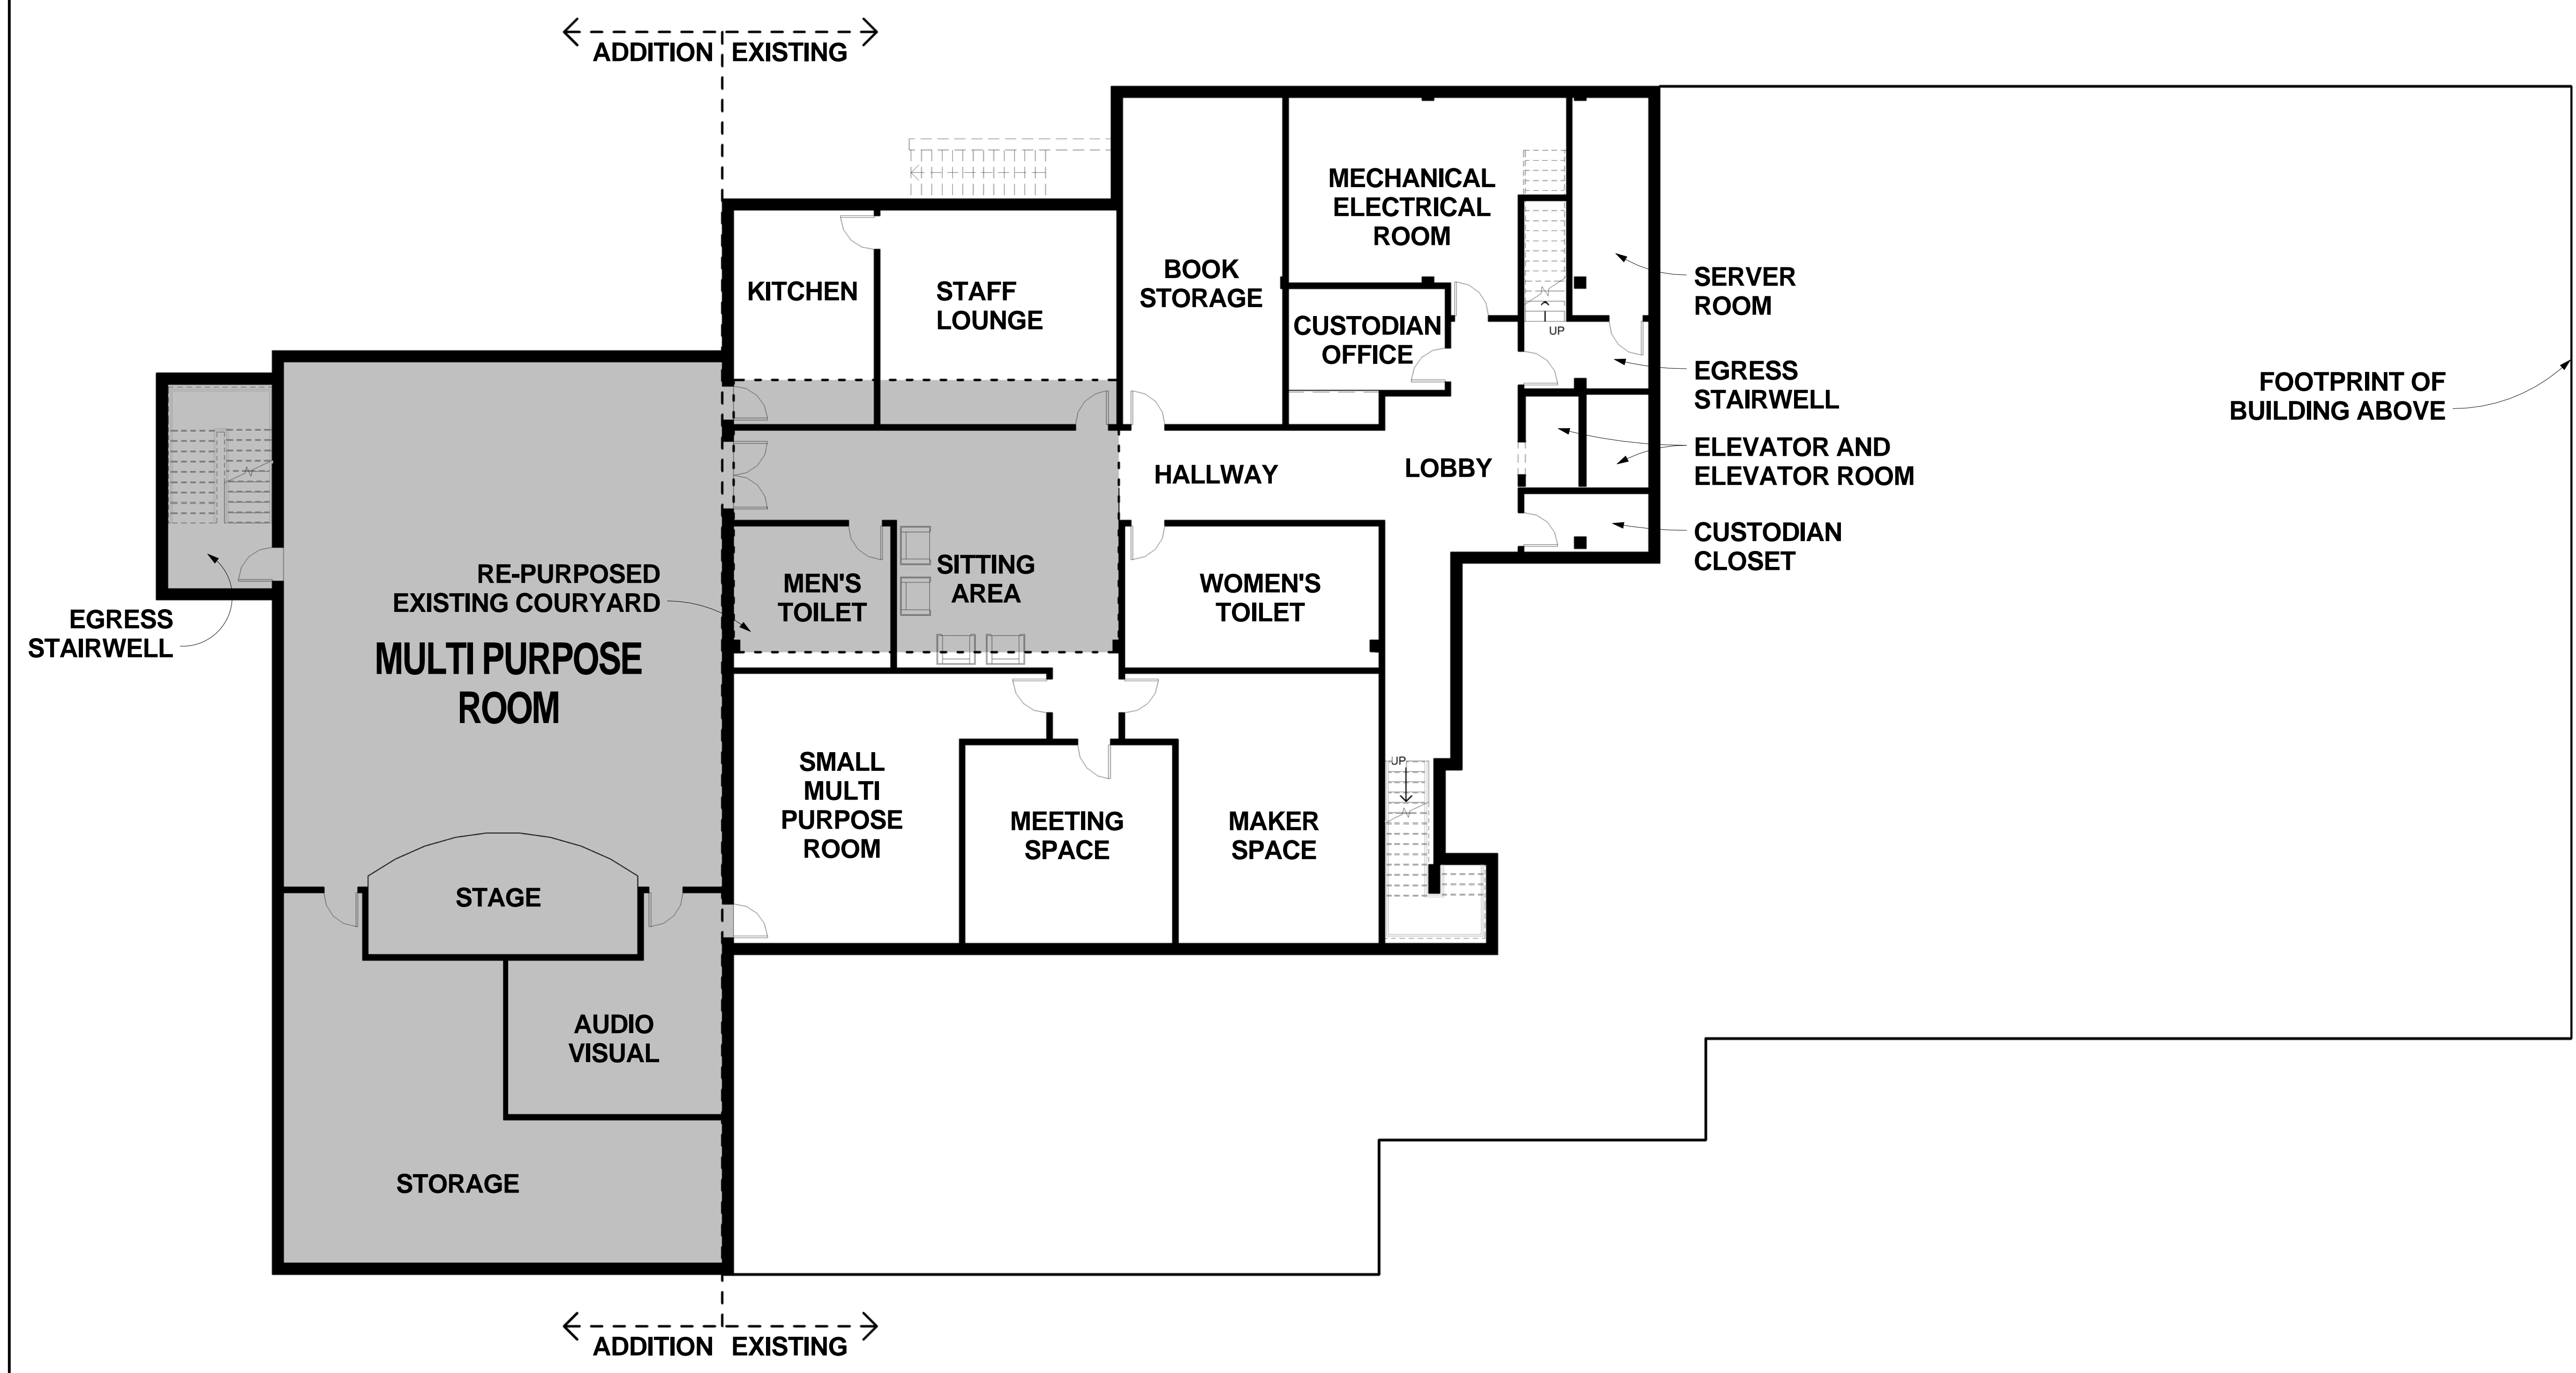 ADDITION EXISTING
MECHANICAL
ELECTRICAL
ROOM
BOOK
STORAGE
KITCHEN
STAFF
LOUNGE
CUSTODIAN
OFFICE
UP
SERVER
ROOM
EGRESS
STAIRWELL
ELEVATOR AND
ELEVATOR ROOM
CUSTODIAN
CLOSET
FOOTPRINT OF
BUILDING ABOVE
HALLWAY
LOBBY
RE-PURPOSED
EXISTING COURYARD
MEN'S
TOILET
SITTING
AREA
WOMEN'S
TOILET
EGRESS
STAIRWELL
MULTI PURPOSE
ROOM
SMALL
MULTI
PURPOSE
ROOM
MEETING
SPACE
MAKER
SPACE
UP
STAGE
AUDIO
VISUAL
STORAGE
ADDITION EXISTING